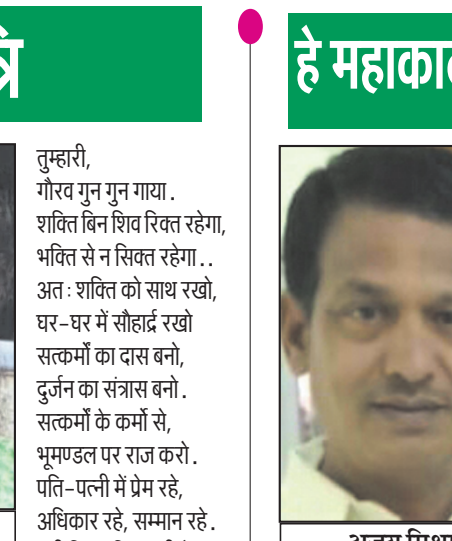 तुम्हारी,
गौरव गुन गुन गाया.
शक्ति बिन शिव रिक्त रहेगा,
भक्ति से न सिक्त रहेगा..
अतः शक्ति को साथ रखो,
घर-घर में सौहार्द्र रखो
सत्कर्मों का दास बनो,
दुर्जन का संत्रास बनो.
सत्कर्मों के कर्मो से,
भूमण्डल पर राज करो.
पति-पत्नी में प्रेम रहे,
अधिकार रहे, सम्मान रहे.
हे महाकाल